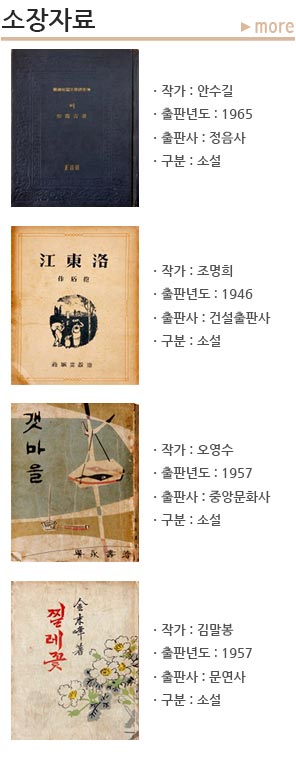 소장자료
▶ more
· 작가 : 안수길
· 출판년도 : 1965
· 출판사 : 정음사
· 구분 : 소설
江東洛
作
· 작가 : 조명희
· 출판년도 : 1946
· 출판사 : 건설출판사
· 구분 : 소설
갯마을
· 작가 : 오영수
· 출판년도 : 1957
· 출판사 : 중앙문화사
· 구분 : 소설
金末峰 著
찔레꽃
· 작가 : 김말봉
· 출판년도 : 1957
· 출판사 : 문연사
· 구분 : 소설